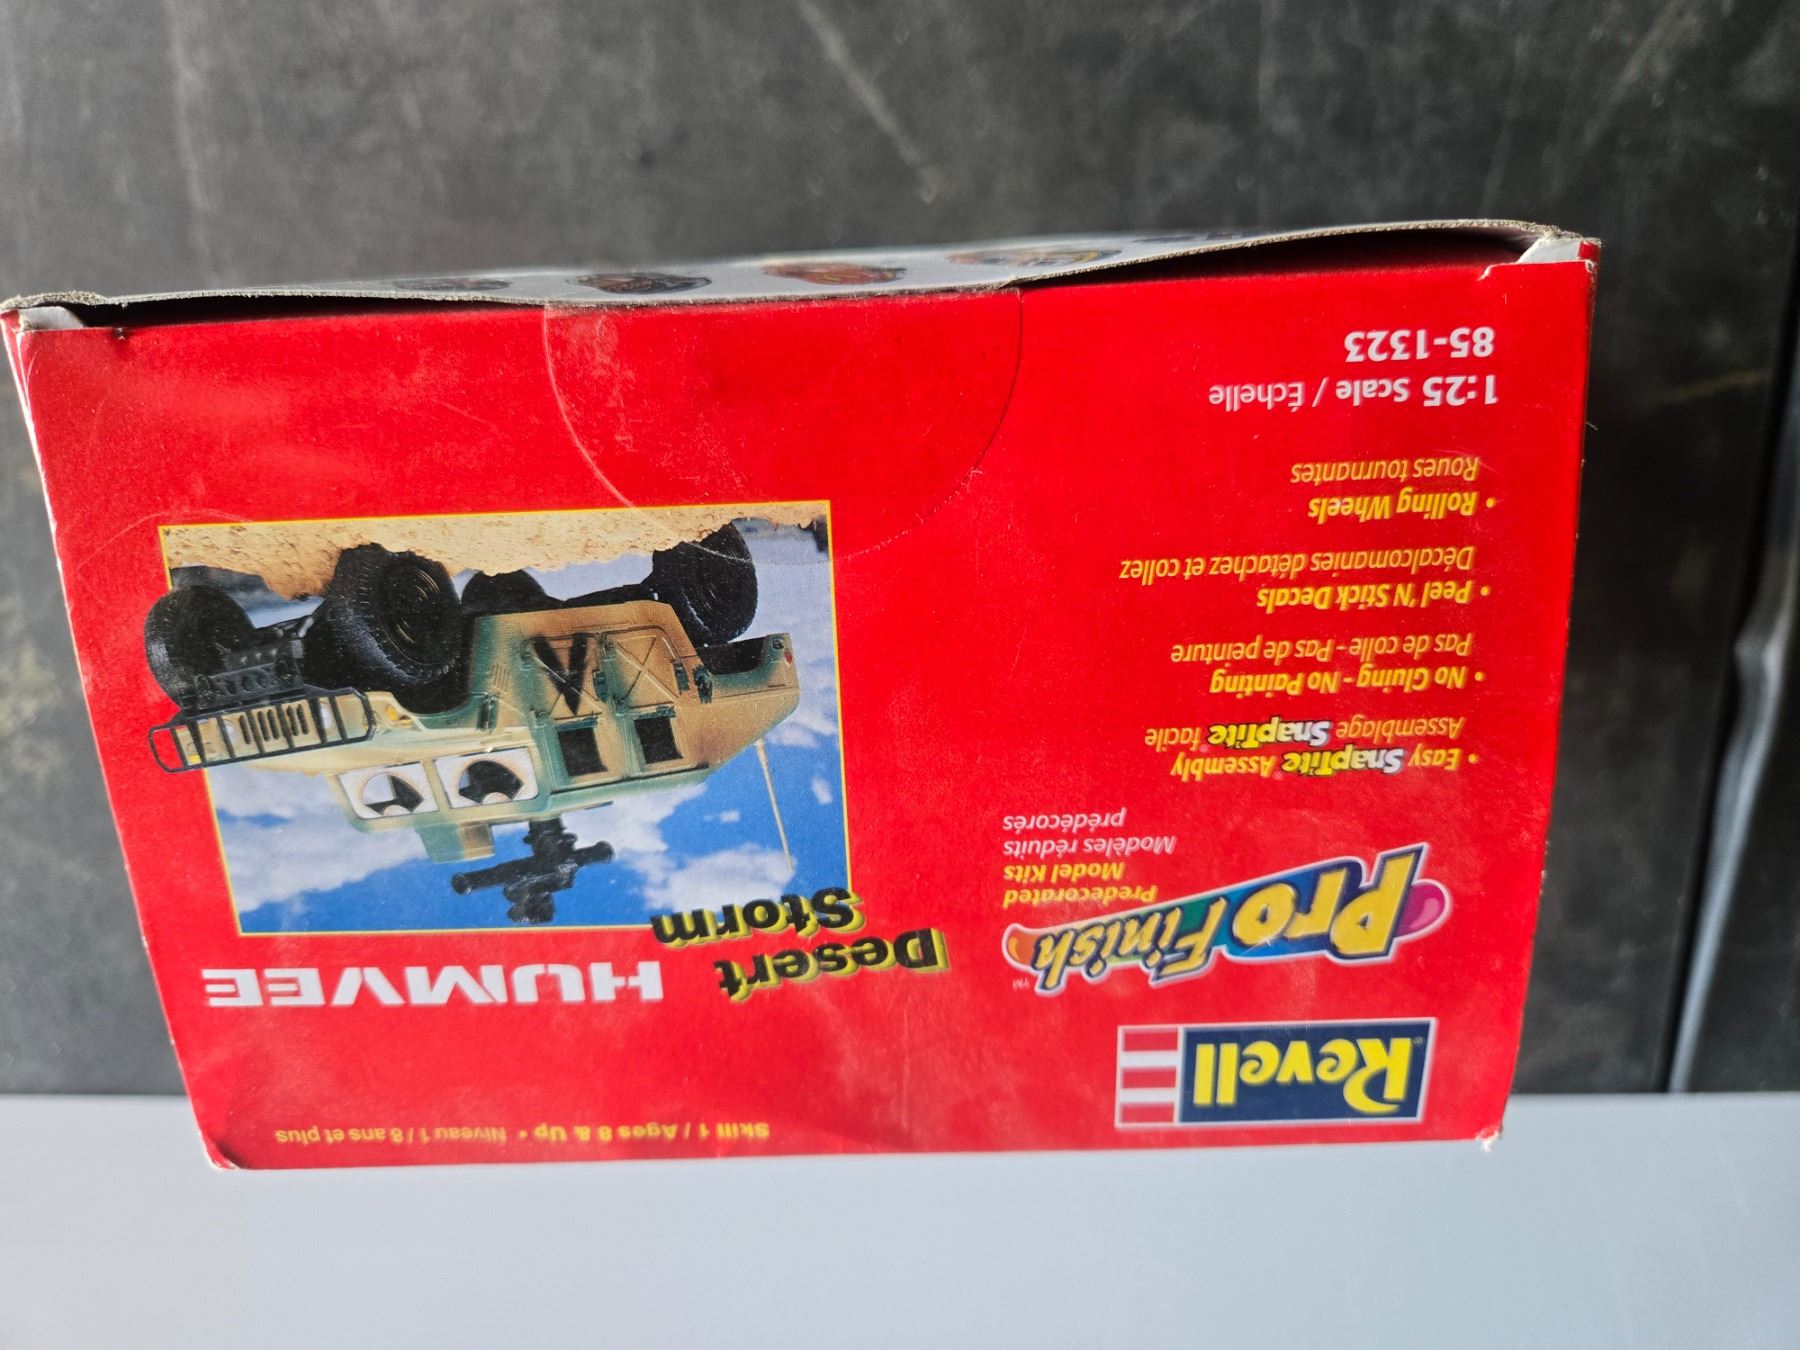 Skill 1 / Ages 8 & Up • Niveau 1 / 8 ans et plus
Revell
ProFinish™
Predecorated
Model Kits
Modèles réduits
prédécorés
Desert
Storm
HUMVEE
• Easy SnapTite® Assembly
Assemblage SnapTite® facile
• No Gluing - No Painting
Pas de colle - Pas de peinture
• Peel 'N Stick Decals
Décalcomanies détachez et collez
• Rolling Wheels
Roues tournantes
1:25 Scale / Échelle
85-1323